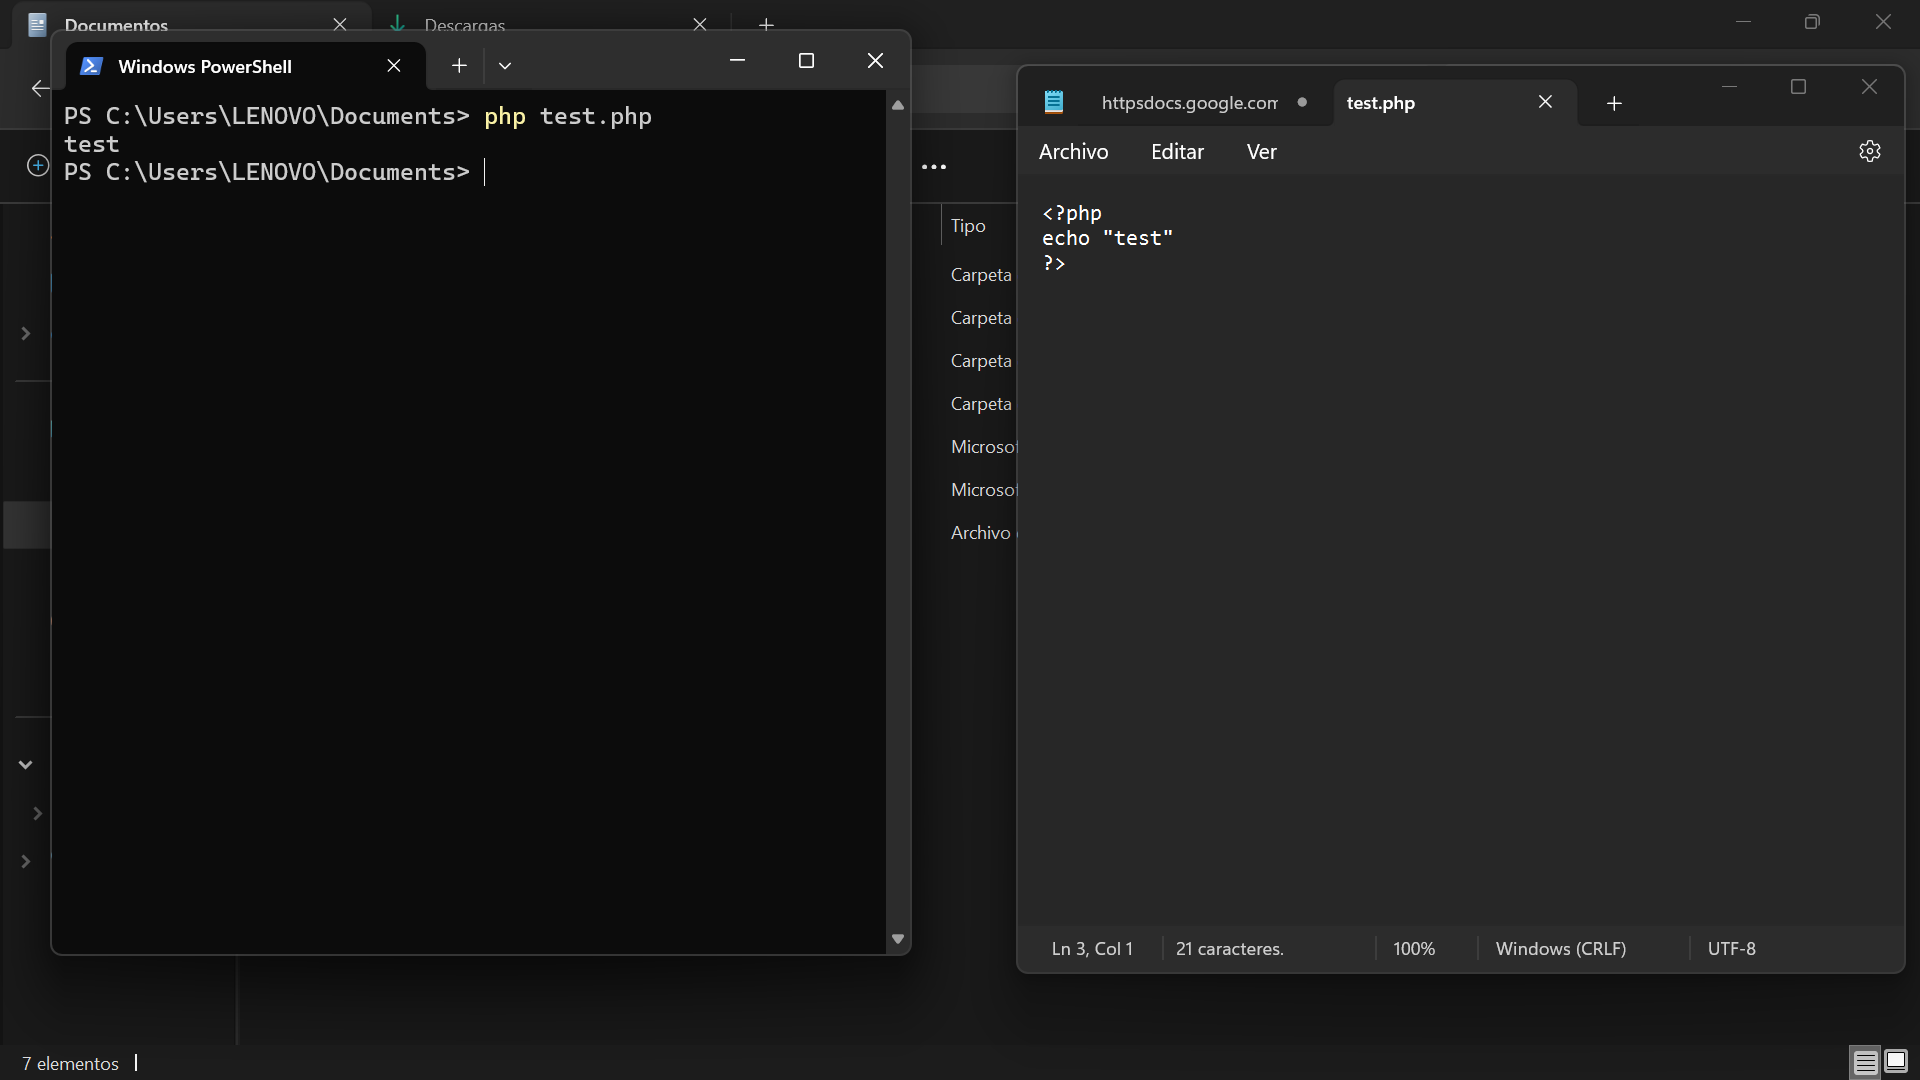 Documentos
Descargas
Windows PowerShell
PS C:\Users\LENOVO\Documents> php test.php
test
PS C:\Users\LENOVO\Documents>
Tipo
Carpeta
Carpeta
Carpeta
Carpeta
Microsof
Microsof
Archivo
7 elementos
httpsdocs.google.com
test.php
Archivo
Editar
Ver
<?php
echo "test"
?>
Ln 3, Col 1
21 caracteres.
100%
Windows (CRLF)
UTF-8